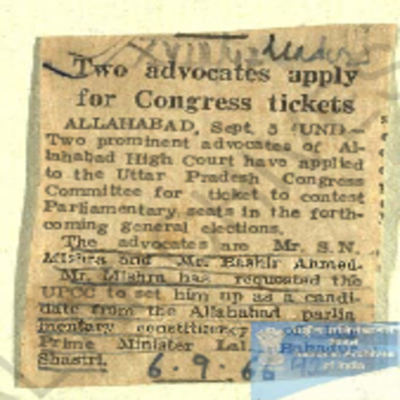 Leader
Two advocates apply
for Congress tickets
ALLAHABAD, Sept. 5 (UNI)—
Two prominent advocates of Al-
lahabad High Court have applied
to the Uttar Pradesh Congress
Committee for ticket to contest
Parliamentary seats in the forth-
coming general elections.
The advocates are Mr. S.N.
Mishra and Mr. Bashir Ahmed.
Mr. Mishra has requested the
UPCC to set him up as a candi-
date from the Allahabad parlia
mentary constituency
Prime Minister Lal Bahadur
Shastri.
6.9.66